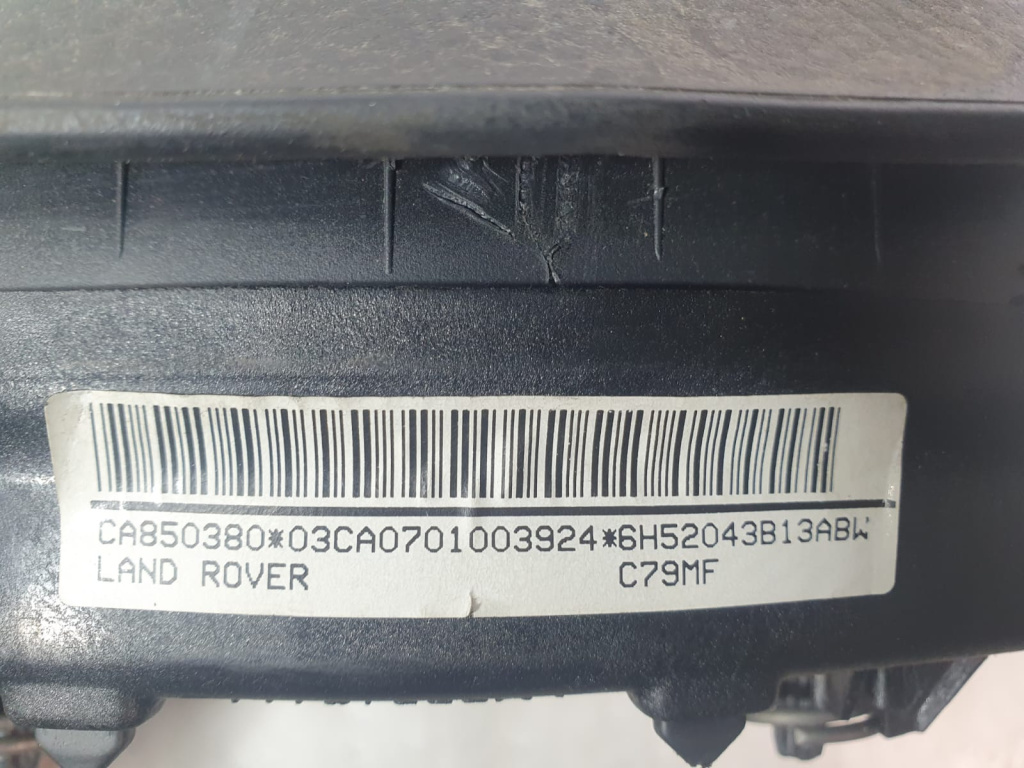 CA850380*03CA0701003924*6H52043B13ABW
LAND ROVER C79MF